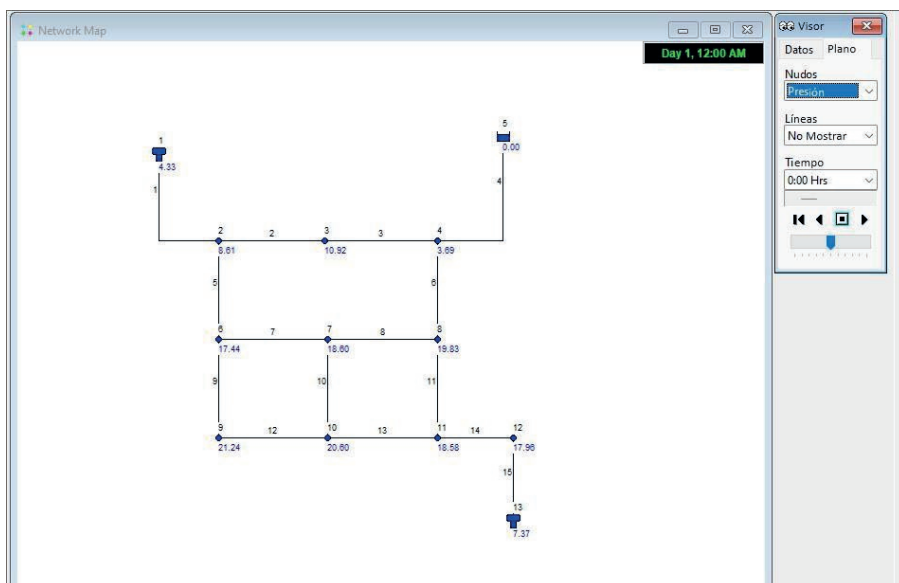 Network Map
Day 1, 12:00 AM
Visor
Datos Plano
Nudos
Presión
Líneas
No Mostrar
Tiempo
0:00 Hrs
1
4.33
5
0.00
1
4
2 2 3 3 4
8.61 10.92 3.69
5 6
6 7 7 8 8
17.44 18.60 19.83
9 10 11
9 12 10 13 11 14 12
21.24 20.60 18.58 17.96
15
13
7.37